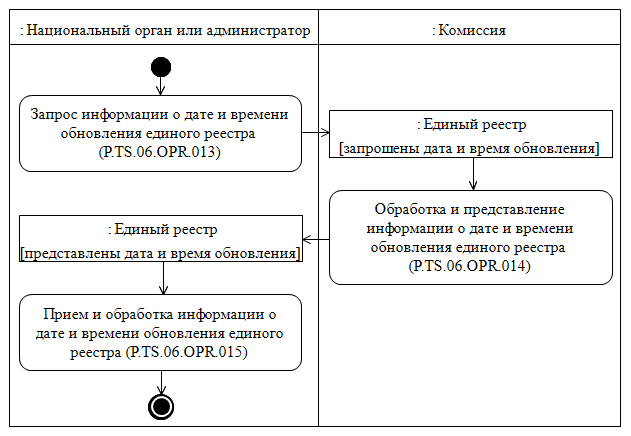 : Национальный орган или администратор
: Комиссия
Запрос информации о дате и времени
обновления единого реестра
(P.TS.06.OPR.013)
: Единый реестр
[запрошены дата и время обновления]
Обработка и представление
информации о дате и времени
обновления единого реестра
(P.TS.06.OPR.014)
: Единый реестр
[представлены дата и время обновления]
Прием и обработка информации о
дате и времени обновления единого
реестра (P.TS.06.OPR.015)